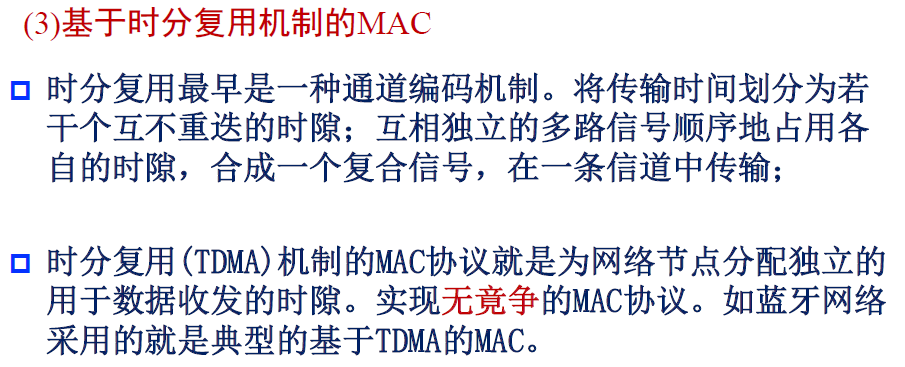 (3)基于时分复用机制的MAC
时分复用最早是一种通道编码机制。将传输时间划分为若
干个互不重迭的时隙；互相独立的多路信号顺序地占用各
自的时隙，合成一个复合信号，在一条信道中传输；
时分复用(TDMA)机制的MAC协议就是为网络节点分配独立的
用于数据收发的时隙。实现无竟争的MAC协议。如蓝牙网络
采用的就是典型的基于TDMA的MAC。